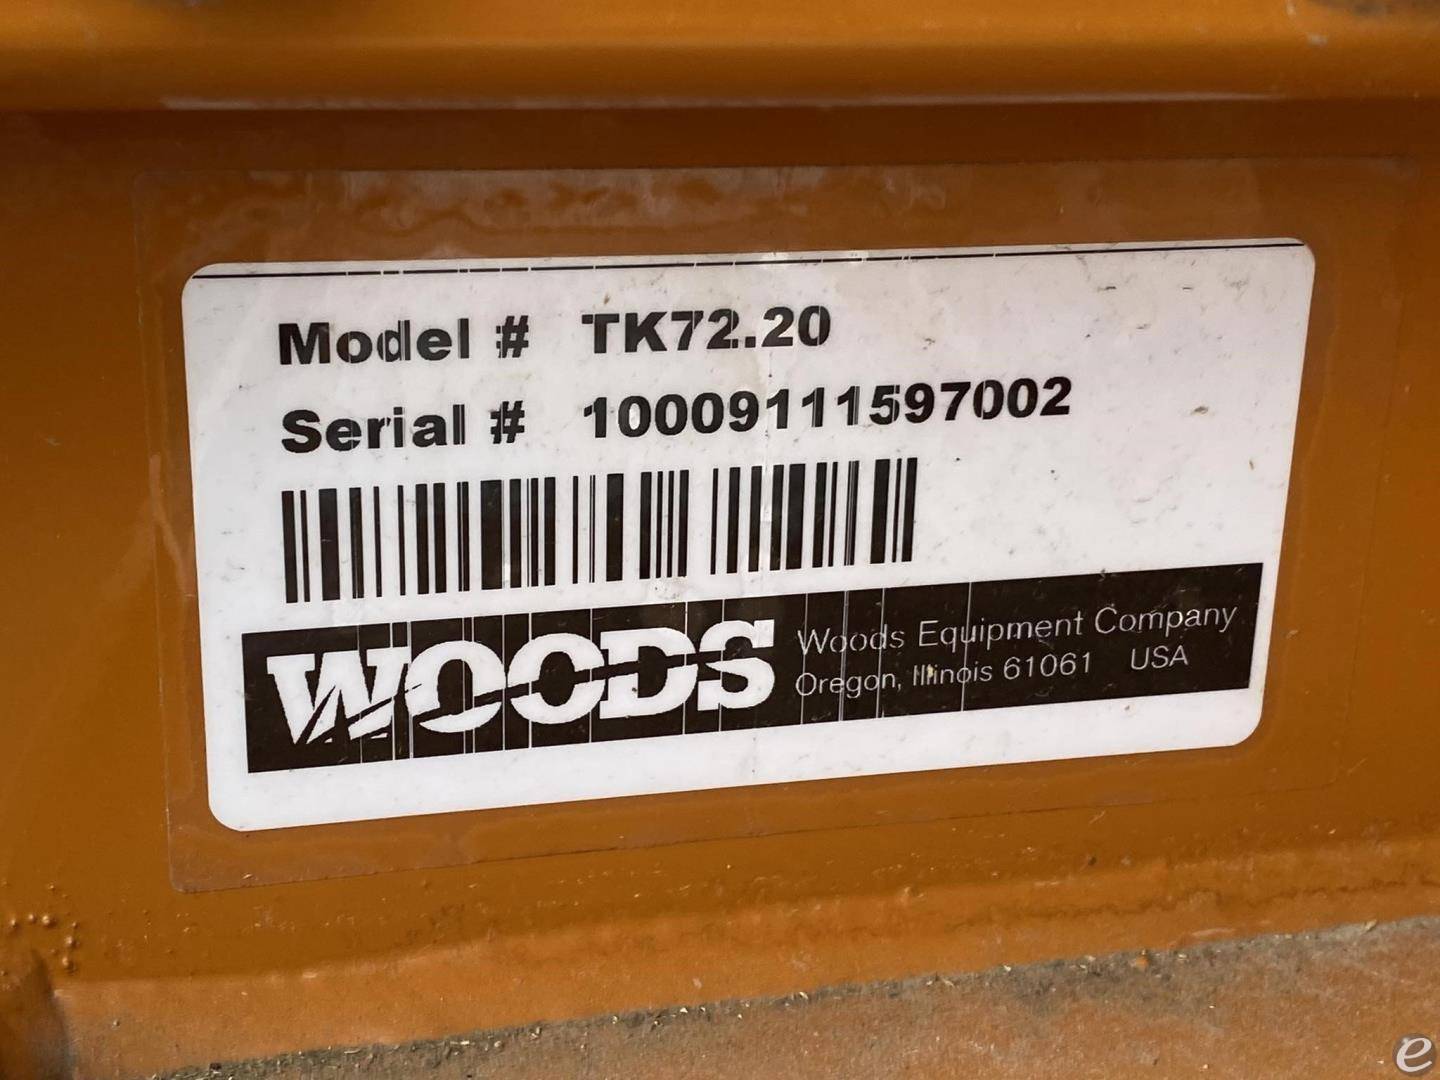 Model # TK72.20
Serial # 10009111597002
WOODS
Woods Equipment Company
Oregon, Illinois 61061 USA
e